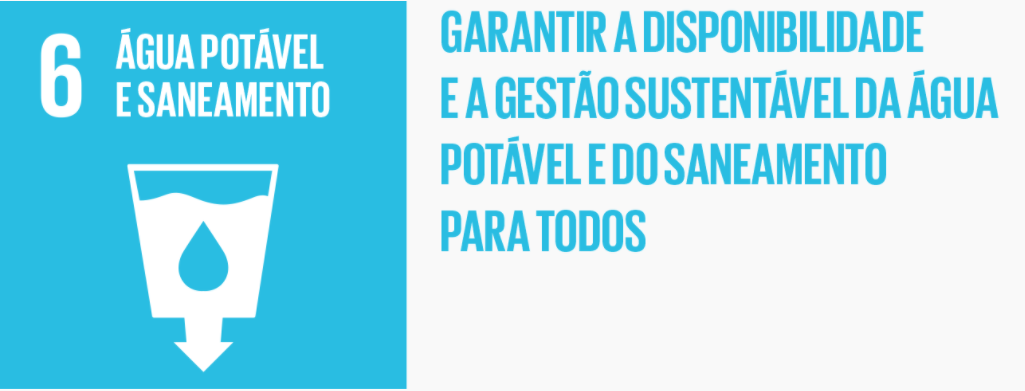 6
ÁGUA POTÁVEL
E SANEAMENTO
GARANTIR A DISPONIBILIDADE
E A GESTÃO SUSTENTÁVEL DA ÁGUA
POTÁVEL E DO SANEAMENTO
PARA TODOS